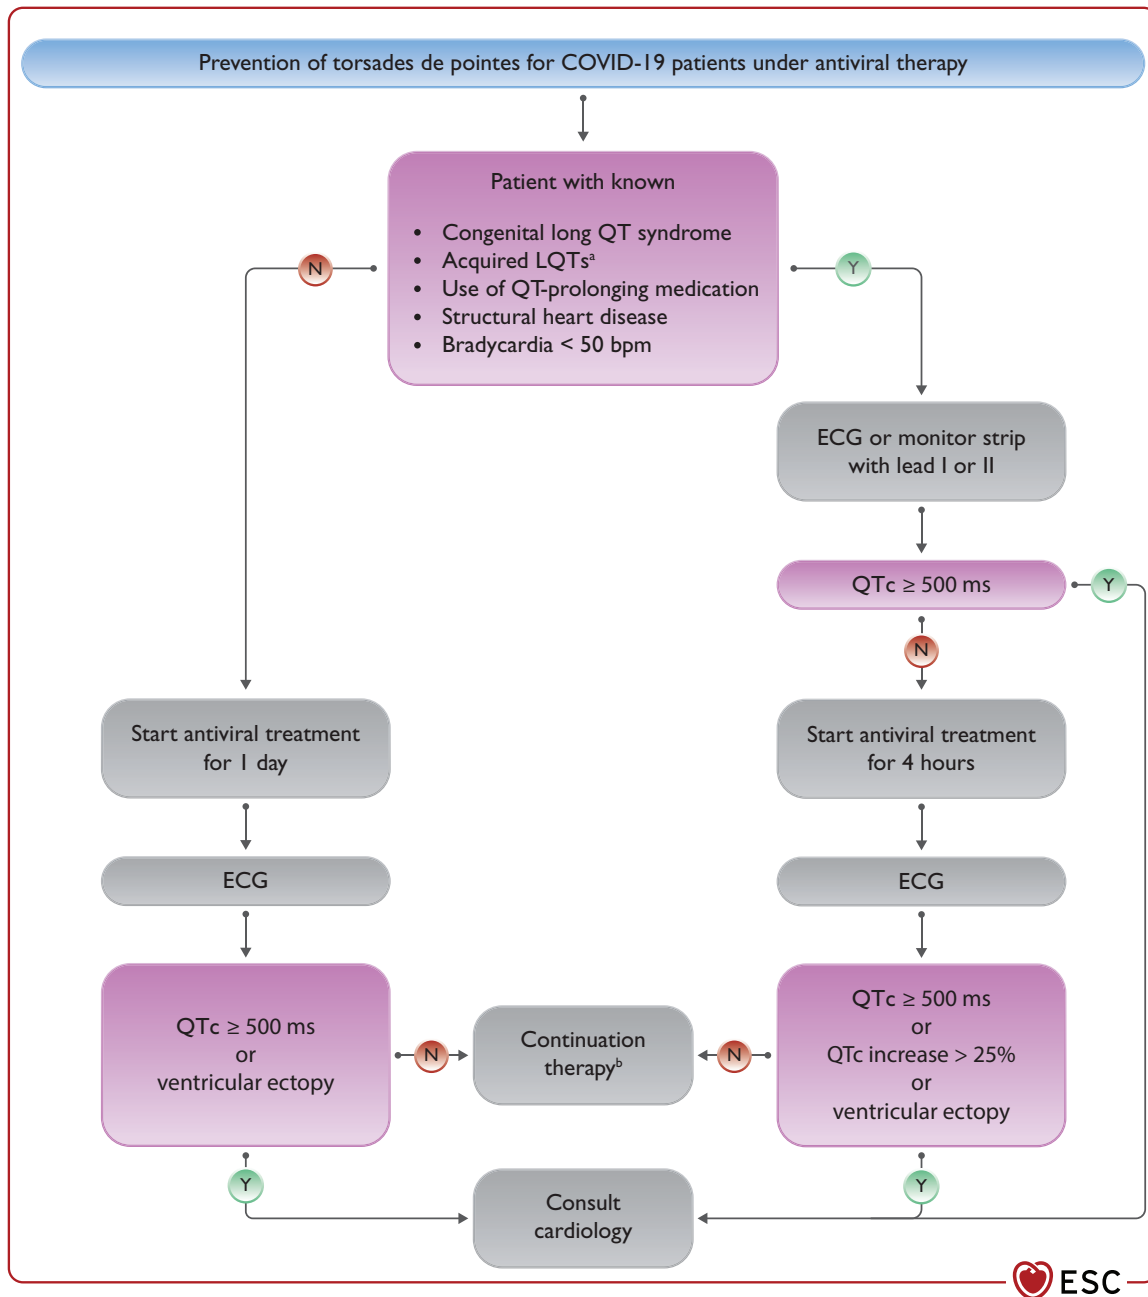 Prevention of torsades de pointes for COVID-19 patients under antiviral therapy
Patient with known
• Congenital long QT syndrome
• Acquired LQTsᵃ
• Use of QT-prolonging medication
• Structural heart disease
• Bradycardia < 50 bpm
N
Y
ECG or monitor strip
with lead I or II
QTc ≥ 500 ms
Y
N
Start antiviral treatment
for 1 day
Start antiviral treatment
for 4 hours
ECG
ECG
QTc ≥ 500 ms
or
ventricular ectopy
N
Continuation
therapyᵇ
N
QTc ≥ 500 ms
or
QTc increase > 25%
or
ventricular ectopy
Y
Consult
cardiology
Y
ESC